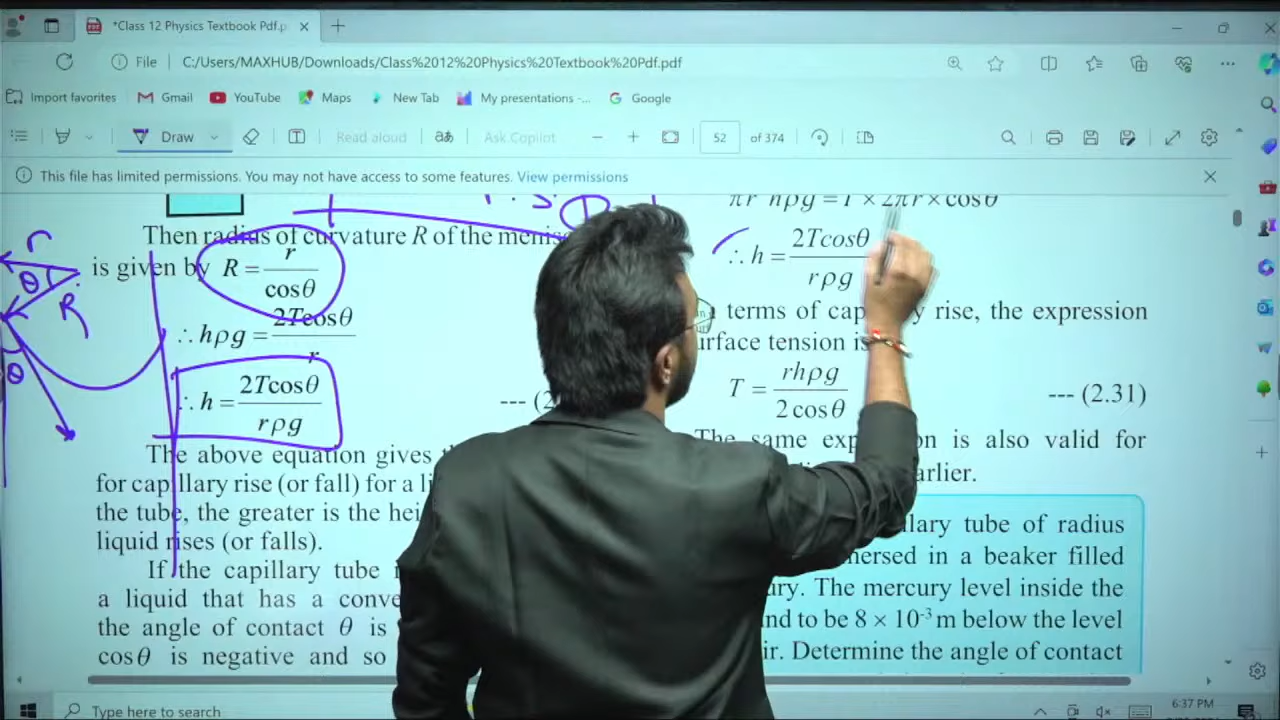 *Class 12 Physics Textbook Pdf.p
File C:/Users/MAXHUB/Downloads/Class%2012%20Physics%20Textbook%20Pdf.pdf
Import favorites Gmail YouTube Maps New Tab My presentations -... Google
Draw aあ Read aloud Ask Copilot 52 of 374
This file has limited permissions. You may not have access to some features. View permissions
Then radius of curvature R of the menis
is given by R = r / cosθ
∴ hρg = 2Tcosθ / r
∴ h = 2Tcosθ / rρg
--- (2
The above equation gives
for capillary rise (or fall) for a li
the tube, the greater is the hei
liquid rises (or falls).
If the capillary tube
a liquid that has a conve
the angle of contact θ is
cosθ is negative and so
r
θ
R
θ
∴ h = 2Tcosθ / rρg
terms of cap y rise, the expression
urface tension is
T = rhρg / 2 cosθ --- (2.31)
The same exp on is also valid for
arlier.
llary tube of radius
mersed in a beaker filled
ury. The mercury level inside the
nd to be 8 × 10⁻³ m below the level
ir. Determine the angle of contact
Type here to search
6:37 PM